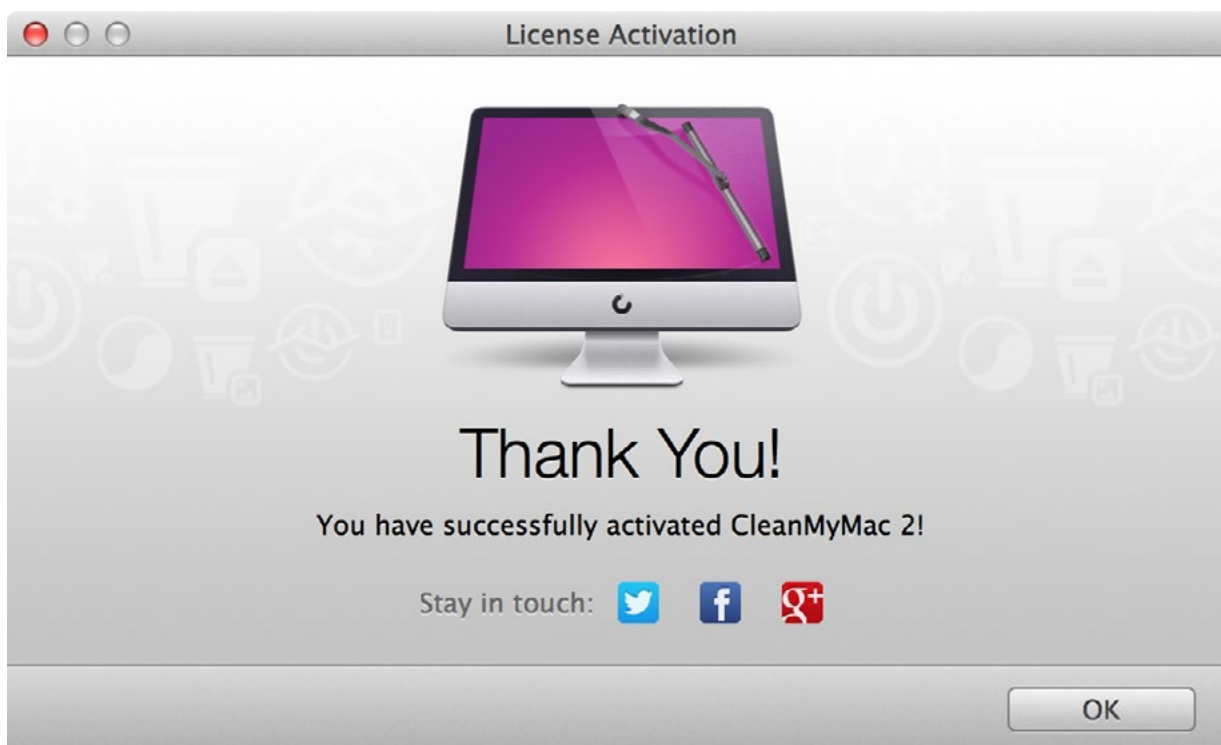 License Activation
Thank You!
You have successfully activated CleanMyMac 2!
Stay in touch:
OK